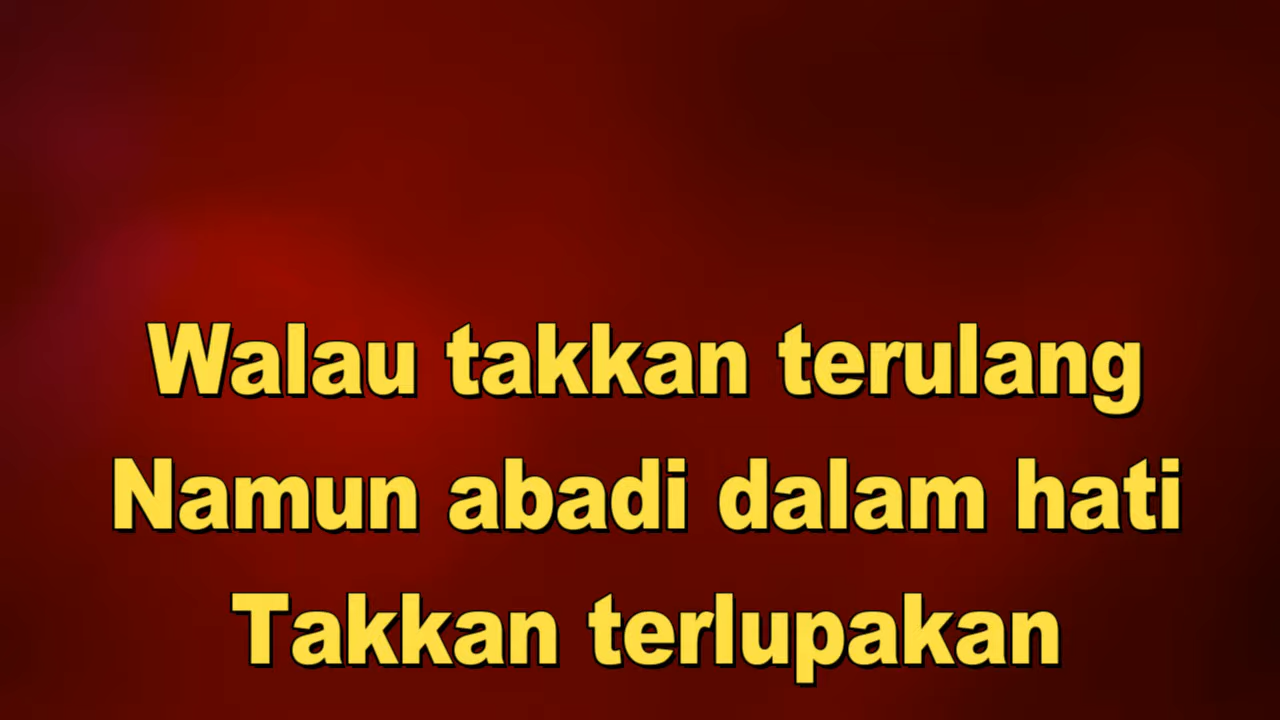 Walau takkan terulang
Namun abadi dalam hati
Takkan terlupakan